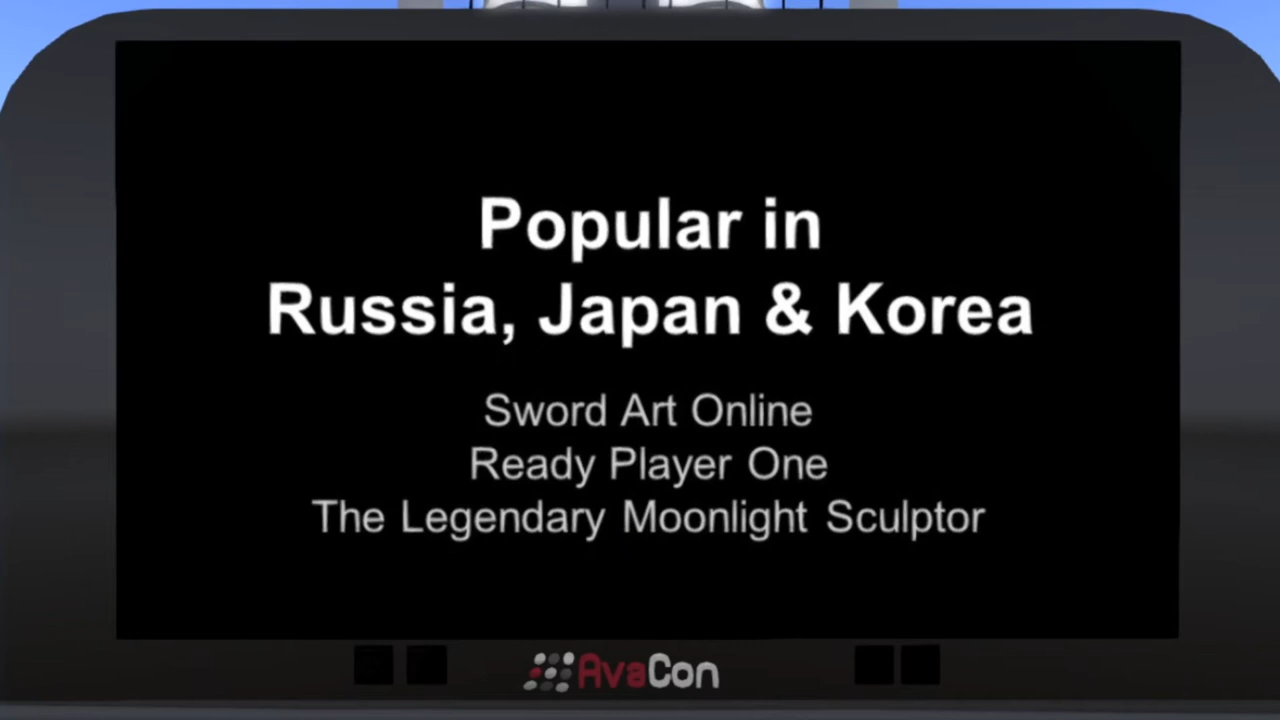 Popular in
Russia, Japan & Korea
Sword Art Online
Ready Player One
The Legendary Moonlight Sculptor
AvaCon